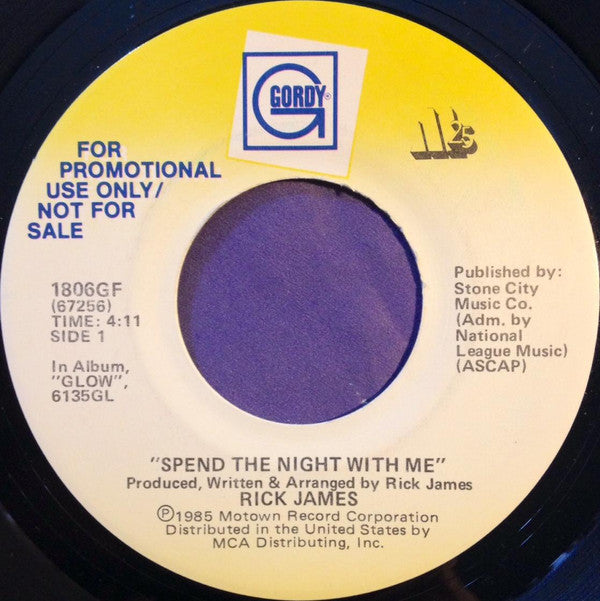 GORDY®
25
FOR
PROMOTIONAL
USE ONLY/
NOT FOR
SALE
1806GF
(67256)
TIME: 4:11
SIDE 1
In Album,
"GLOW",
6135GL
Published by:
Stone City
Music Co.
(Adm. by
National
League Music)
(ASCAP)
"SPEND THE NIGHT WITH ME"
Produced, Written & Arranged by Rick James
RICK JAMES
℗1985 Motown Record Corporation
Distributed in the United States by
MCA Distributing, Inc.